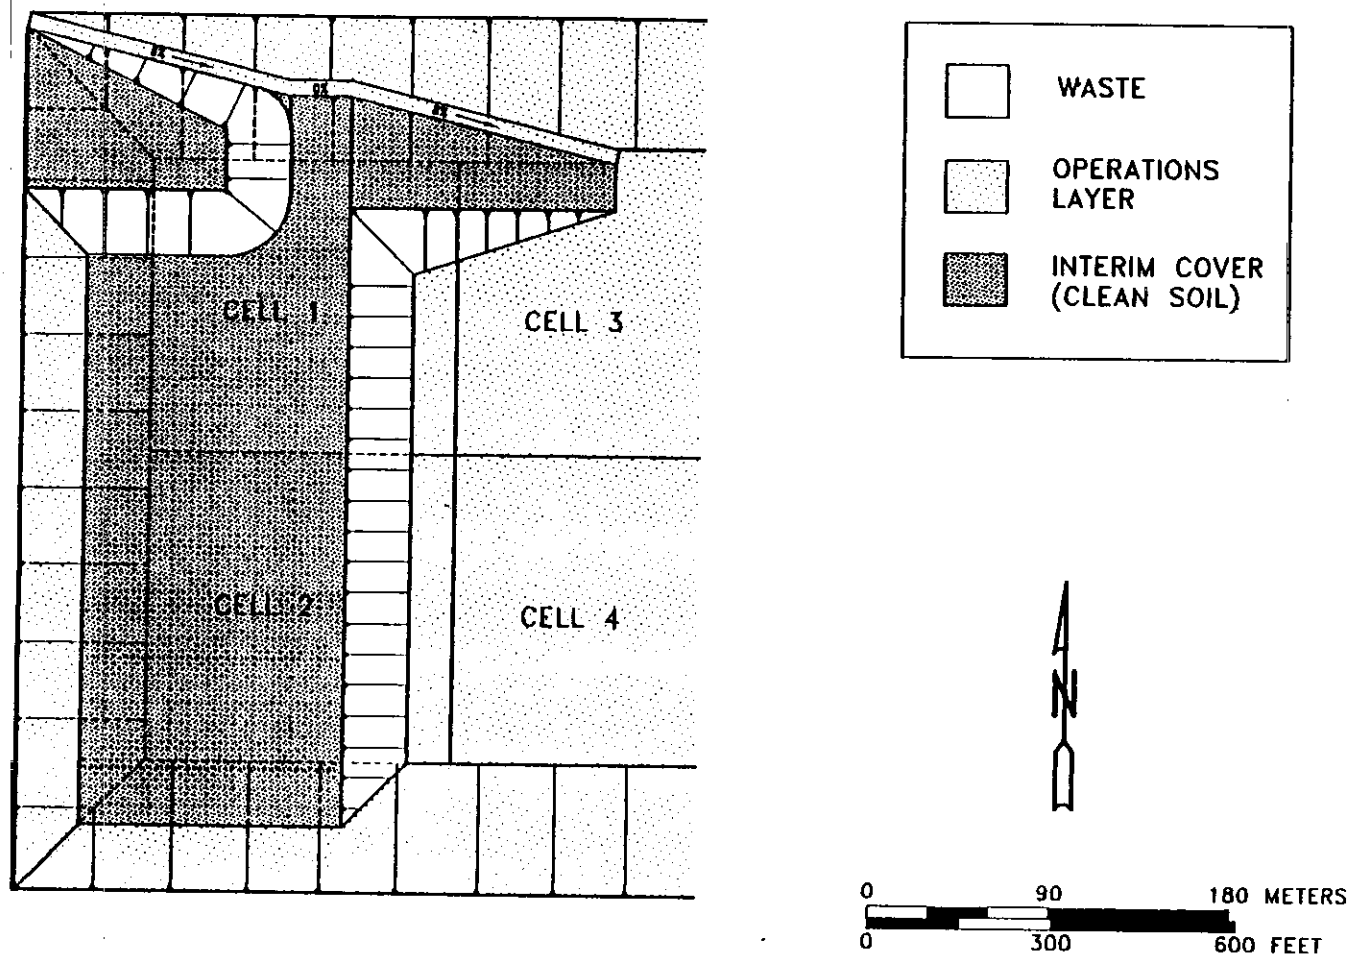 0%
WASTE
OPERATIONS
LAYER
INTERIM COVER
(CLEAN SOIL)
CELL 1
CELL 3
CELL 2
CELL 4
N
0 90 180 METERS
0 300 600 FEET